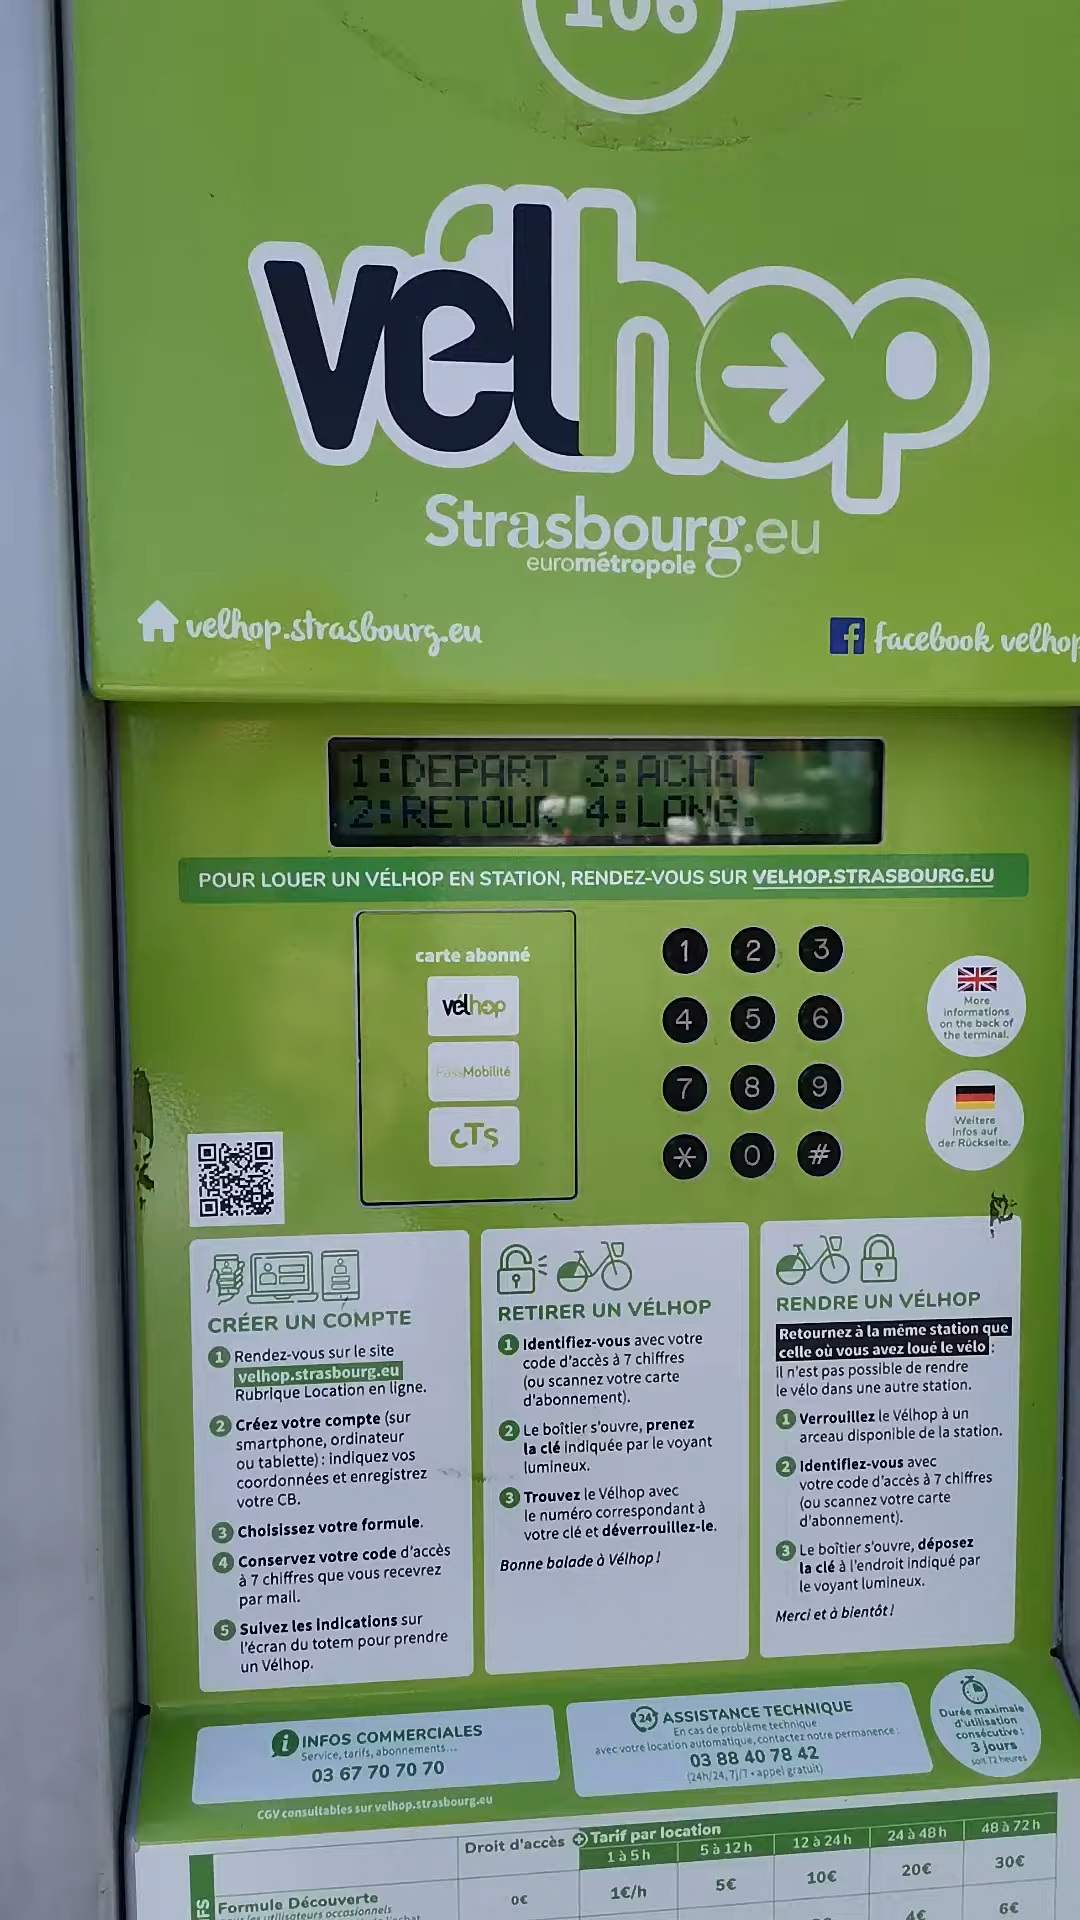 106
vélhop
Strasbourg.eu
eurométropole
velhop.strasbourg.eu
facebook velhop
1:DEPART 3:ACHAT
2:RETOUR 4:LANG.
POUR LOUER UN VÉLHOP EN STATION, RENDEZ-VOUS SUR VELHOP.STRASBOURG.EU
carte abonné
vélhop
PassMobilité
CTS
1 2 3
4 5 6
7 8 9
* 0 #
More
informations
on the back of
the terminal.
Weitere
Infos auf
der Rückseite.
CRÉER UN COMPTE
1 Rendez-vous sur le site
velhop.strasbourg.eu
Rubrique Location en ligne.
2 Créez votre compte (sur
smartphone, ordinateur
ou tablette) : indiquez vos
coordonnées et enregistrez
votre CB.
3 Choisissez votre formule.
4 Conservez votre code d'accès
à 7 chiffres que vous recevrez
par mail.
5 Suivez les indications sur
l'écran du totem pour prendre
un Vélhop.
RETIRER UN VÉLHOP
1 Identifiez-vous avec votre
code d'accès à 7 chiffres
(ou scannez votre carte
d'abonnement).
2 Le boîtier s'ouvre, prenez
la clé indiquée par le voyant
lumineux.
3 Trouvez le Vélhop avec
le numéro correspondant à
votre clé et déverrouillez-le.
Bonne balade à Vélhop !
RENDRE UN VÉLHOP
Retournez à la même station que
celle où vous avez loué le vélo :
il n'est pas possible de rendre
le vélo dans une autre station.
1 Verrouillez le Vélhop à un
arceau disponible de la station.
2 Identifiez-vous avec
votre code d'accès à 7 chiffres
(ou scannez votre carte
d'abonnement).
3 Le boîtier s'ouvre, déposez
la clé à l'endroit indiqué par
le voyant lumineux.
Merci et à bientôt !
i INFOS COMMERCIALES
Service, tarifs, abonnements...
03 67 70 70 70
24 ASSISTANCE TECHNIQUE
En cas de problème technique
avec votre location automatique, contactez notre permanence :
03 88 40 78 42
(24h/24, 7j/7 • appel gratuit)
Durée maximale
d'utilisation
consécutive :
3 jours
soit 72 heures
CGV consultables sur velhop.strasbourg.eu
Droit d'accès + Tarif par location
1 à 5 h 5 à 12 h 12 à 24 h 24 à 48 h 48 à 72 h
Formule Découverte 0€ 1€/h 5€ 10€ 20€ 30€
utilisateurs occasionnels
4€ 6€